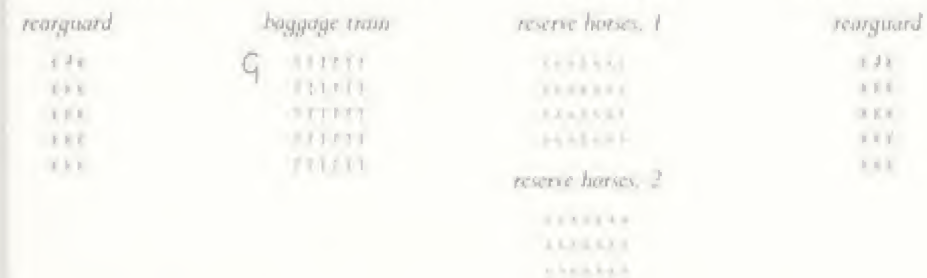 rearguard baggage train reserve horses, 1 rearguard
G
reserve horses, 2